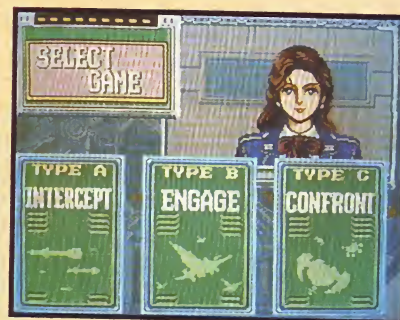 SELECT
GAME
TYPE A
INTERCEPT
TYPE B
ENGAGE
TYPE C
CONFRONT